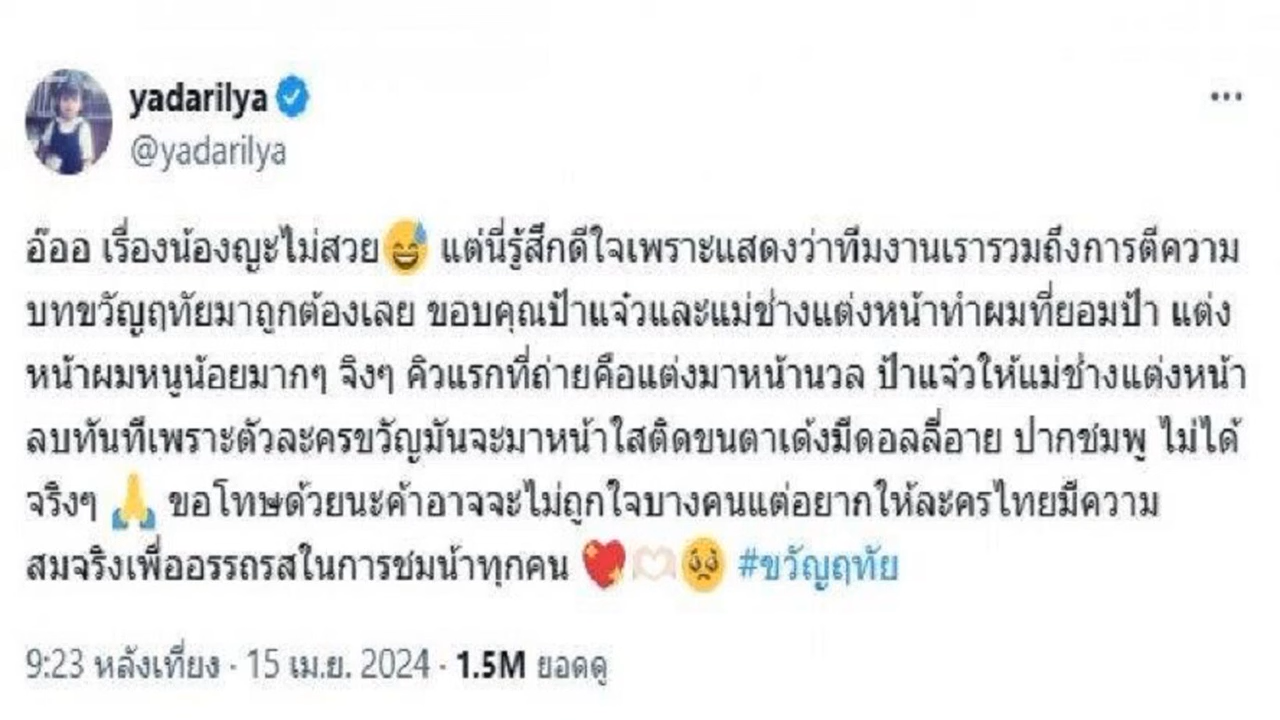 yadarilya
@yadarilya
อ๊ออ เรื่องน้องญะไม่สวย😅 แต่นี่รู้สึกดีใจเพราะแสดงว่าทีมงานเรารวมถึงการตีความ
บทขวัญฤทัยมาถูกต้องเลย ขอบคุณป้าแจ๋วและแม่ช่างแต่งหน้าทำผมที่ยอมป้า แต่ง
หน้าผมหนูน้อยมากๆ จิงๆ คิวแรกที่ถ่ายคือแต่งมาหน้านวล ป้าแจ๋วให้แม่ช่างแต่งหน้า
ลบทันทีเพราะตัวละครขวัญมันจะมาหน้าใสติดขนตาเด้งมีดอลลี่อาย ปากชมพู ไม่ได้
จริงๆ 🙏 ขอโทษด้วยนะค้าอาจจะไม่ถูกใจบางคนแต่อยากให้ละครไทยมีความ
สมจริงเพื่ออรรถรสในการชมน้าทุกคน 💖🫶🏻🥺 #ขวัญฤทัย
9:23 หลังเที่ยง · 15 เม.ย. 2024 · 1.5M ยอดดู